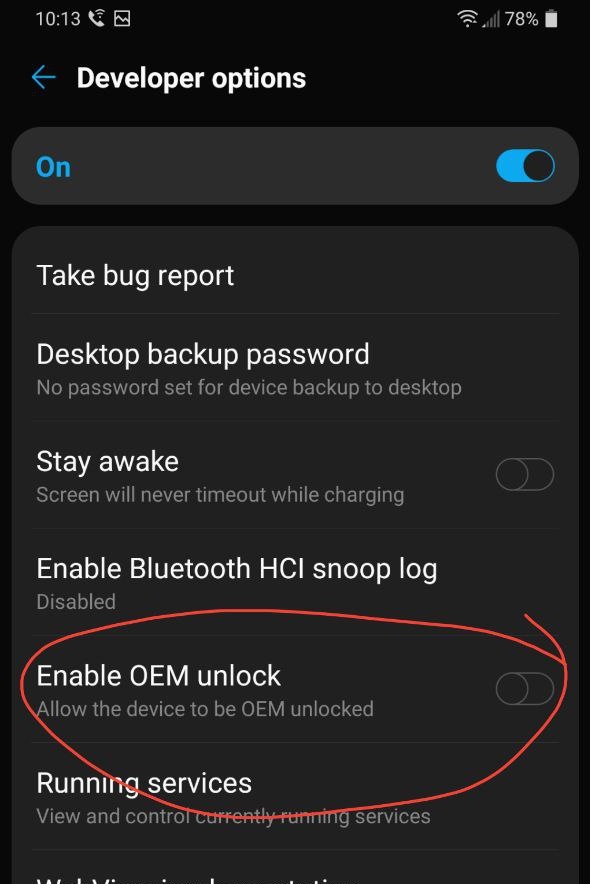 10:13 78%
Developer options
On
Take bug report
Desktop backup password
No password set for device backup to desktop
Stay awake
Screen will never timeout while charging
Enable Bluetooth HCI snoop log
Disabled
Enable OEM unlock
Allow the device to be OEM unlocked
Running services
View and control currently running services